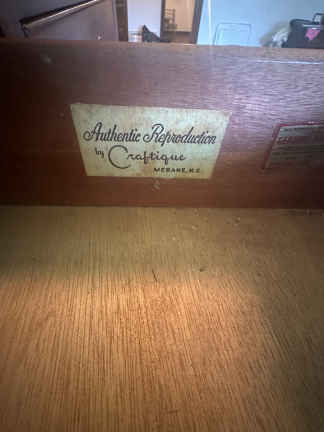 Authentic Reproduction
by Craftique
MEBANE, N.C.